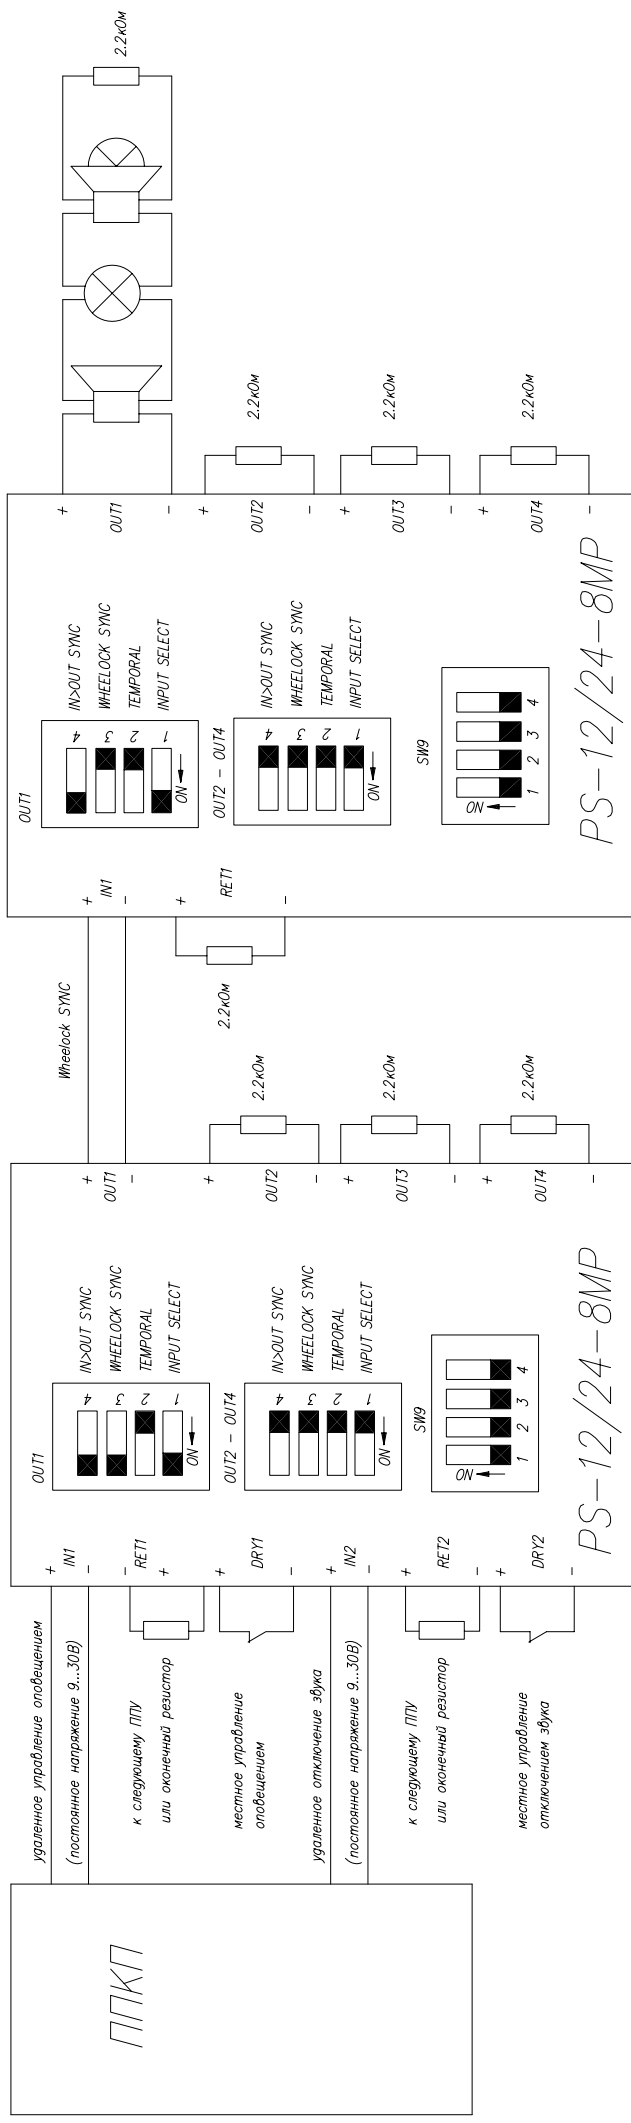 ППКП
удаленное управление оповещением
(постоянное напряжение 9...30В)
к следующему ППУ
или оконечный резистор
местное управление
оповещением
удаленное отключение звука
(постоянное напряжение 9...30В)
к следующему ППУ
или оконечный резистор
местное управление
отключением звука
+
IN1
-
-
RET1
+
+
DRY1
-
+
IN2
-
+
RET2
-
+
DRY2
-
OUT1
4 IN>OUT SYNC
3 WHEELOCK SYNC
2 TEMPORAL
1 INPUT SELECT
ON
OUT2 - OUT4
4 IN>OUT SYNC
3 WHEELOCK SYNC
2 TEMPORAL
1 INPUT SELECT
ON
SW9
ON
1 2 3 4
PS-12/24-8MP
+
OUT1
-
+
OUT2
-
+
OUT3
-
+
OUT4
-
2.2кОм
2.2кОм
2.2кОм
Wheelock SYNC
2.2кОм
+
IN1
-
+
RET1
-
OUT1
4 IN>OUT SYNC
3 WHEELOCK SYNC
2 TEMPORAL
1 INPUT SELECT
ON
OUT2 - OUT4
4 IN>OUT SYNC
3 WHEELOCK SYNC
2 TEMPORAL
1 INPUT SELECT
ON
SW9
ON
1 2 3 4
PS-12/24-8MP
+
OUT1
-
+
OUT2
-
+
OUT3
-
+
OUT4
-
2.2кОм
2.2кОм
2.2кОм
2.2кОм